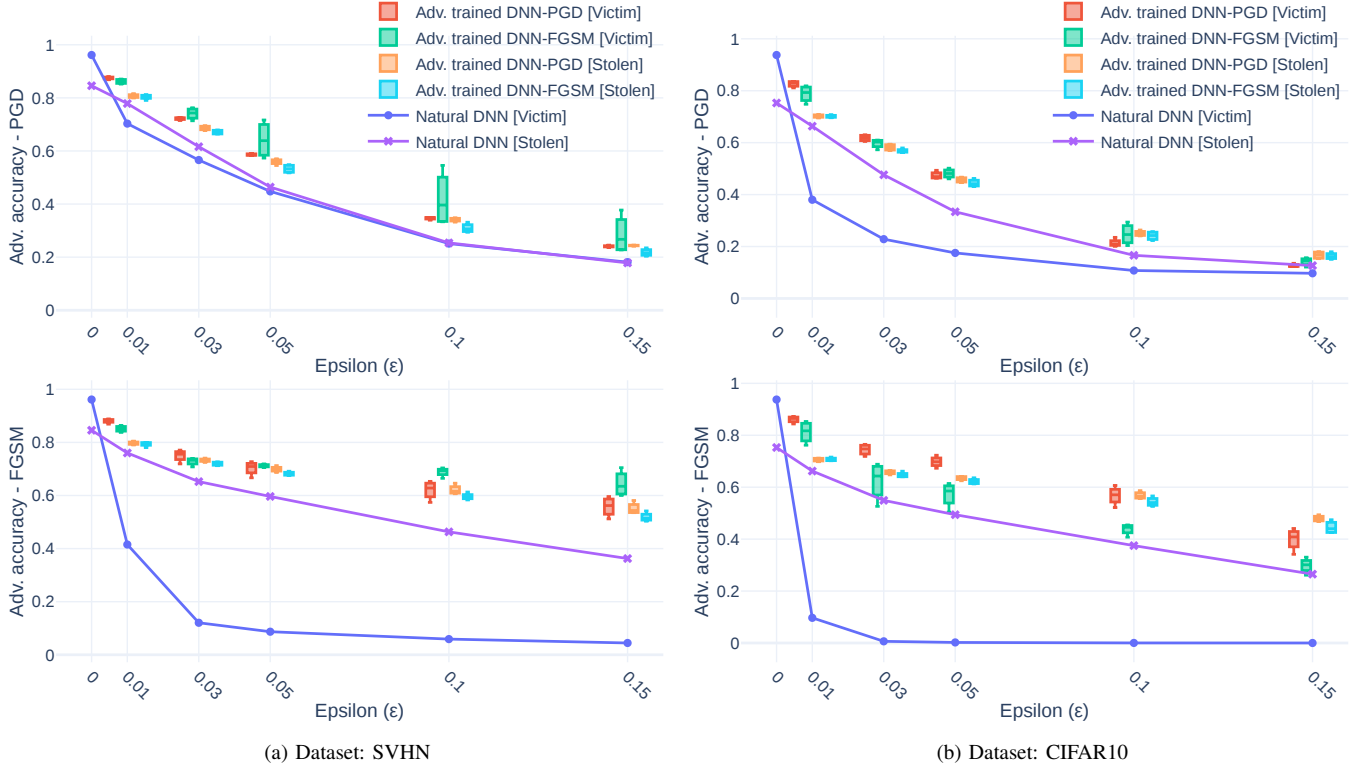 Adv. trained DNN-PGD [Victim]
Adv. trained DNN-FGSM [Victim]
Adv. trained DNN-PGD [Stolen]
Adv. trained DNN-FGSM [Stolen]
Natural DNN [Victim]
Natural DNN [Stolen]
Adv. accuracy - PGD
1
0.8
0.6
0.4
0.2
0
0
0.01
0.03
0.05
0.1
0.15
Epsilon (ε)
Adv. trained DNN-PGD [Victim]
Adv. trained DNN-FGSM [Victim]
Adv. trained DNN-PGD [Stolen]
Adv. trained DNN-FGSM [Stolen]
Natural DNN [Victim]
Natural DNN [Stolen]
Adv. accuracy - PGD
1
0.8
0.6
0.4
0.2
0
0
0.01
0.03
0.05
0.1
0.15
Epsilon (ε)
Adv. accuracy - FGSM
1
0.8
0.6
0.4
0.2
0
0
0.01
0.03
0.05
0.1
0.15
Epsilon (ε)
Adv. accuracy - FGSM
1
0.8
0.6
0.4
0.2
0
0
0.01
0.03
0.05
0.1
0.15
Epsilon (ε)
(a) Dataset: SVHN
(b) Dataset: CIFAR10